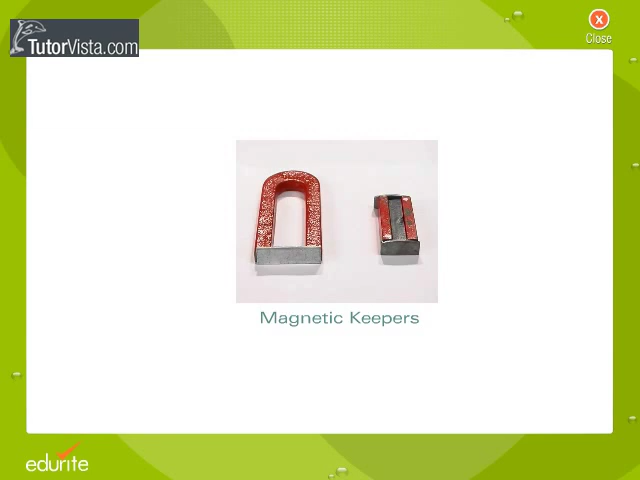 TutorVista.com
X
Close
Magnetic Keepers
edurite